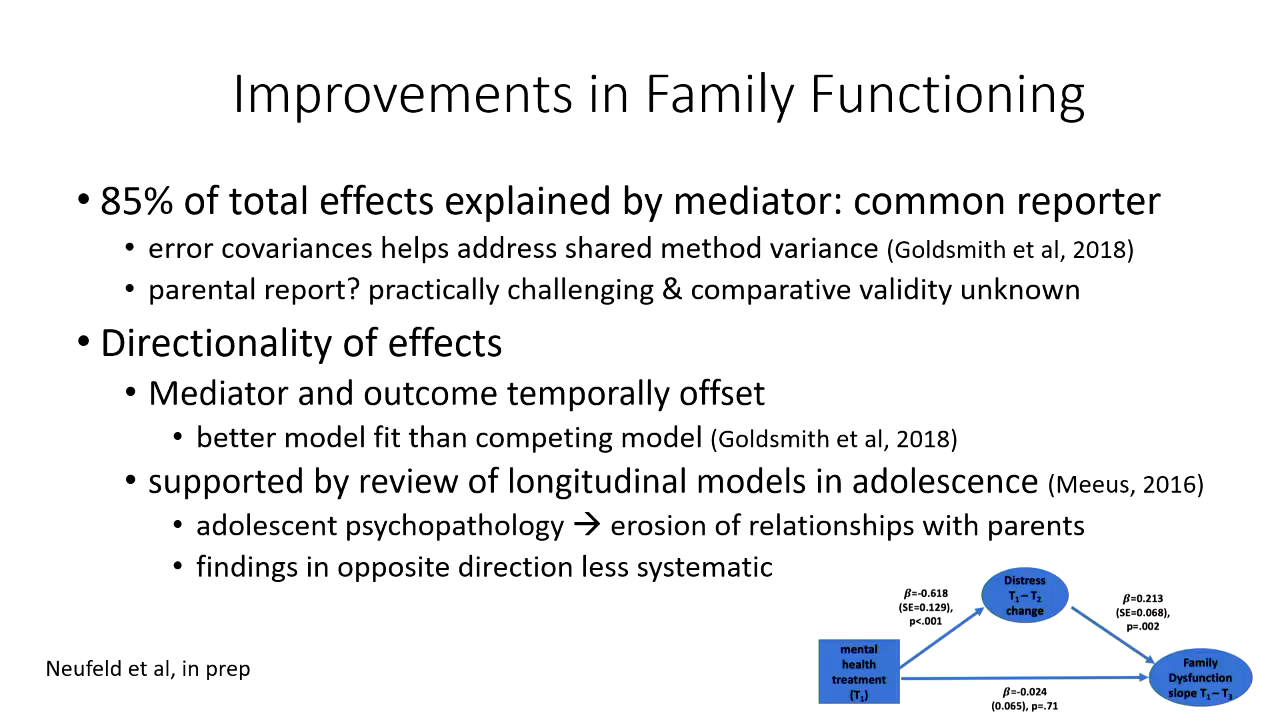 Improvements in Family Functioning
• 85% of total effects explained by mediator: common reporter
• error covariances helps address shared method variance (Goldsmith et al, 2018)
• parental report? practically challenging & comparative validity unknown
• Directionality of effects
• Mediator and outcome temporally offset
• better model fit than competing model (Goldsmith et al, 2018)
• supported by review of longitudinal models in adolescence (Meeus, 2016)
• adolescent psychopathology → erosion of relationships with parents
• findings in opposite direction less systematic
Distress
T₁ – T₂
change
β=-0.618
(SE=0.129),
p<.001
β=0.213
(SE=0.068),
p=.002
mental
health
treatment
(T₁)
Family
Dysfunction
slope T₁ – T₃
β=-0.024
(0.065), p=.71
Neufeld et al, in prep